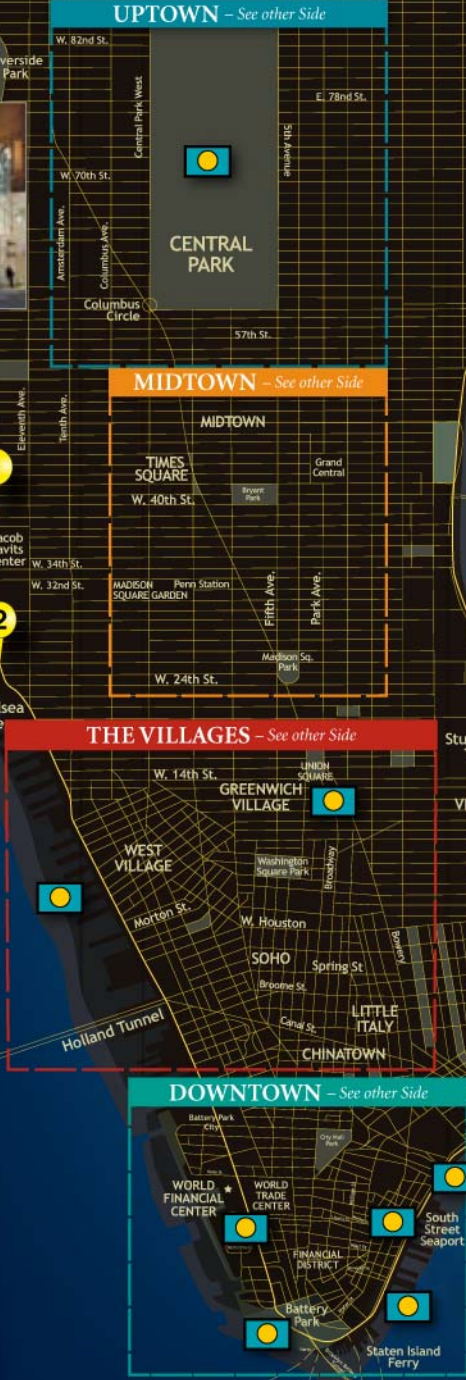 UPTOWN – See other Side
W. 82nd St.
verside
Park
Central Park West
E. 78nd St.
5th Avenue
W. 70th St.
Amsterdam Ave.
Columbus Ave.
CENTRAL
PARK
Columbus
Circle
57th St.
MIDTOWN – See other Side
Eleventh Ave.
Tenth Ave.
MIDTOWN
TIMES
SQUARE
Grand
Central
W. 40th St.
Bryant
Park
acob
avits
enter
W. 34th St.
W. 32nd St.
MADISON
SQUARE GARDEN
Penn Station
Fifth Ave.
Park Ave.
2
Madison Sq.
Park
W. 24th St.
sea
e
THE VILLAGES – See other Side
Stu
W. 14th St.
UNION
SQUARE
GREENWICH
VILLAGE
VI
WEST
VILLAGE
Washington
Square Park
Broadway
Morton St.
W. Houston
Bowery
SOHO
Spring St
Broome St.
LITTLE
ITALY
Canal St.
Holland Tunnel
CHINATOWN
DOWNTOWN – See other Side
Battery Park
City
City Hall
Park
WORLD
FINANCIAL
CENTER
WORLD
TRADE
CENTER
South
Street
Seaport
FINANCIAL
DISTRICT
Battery
Park
Staten Island
Ferry